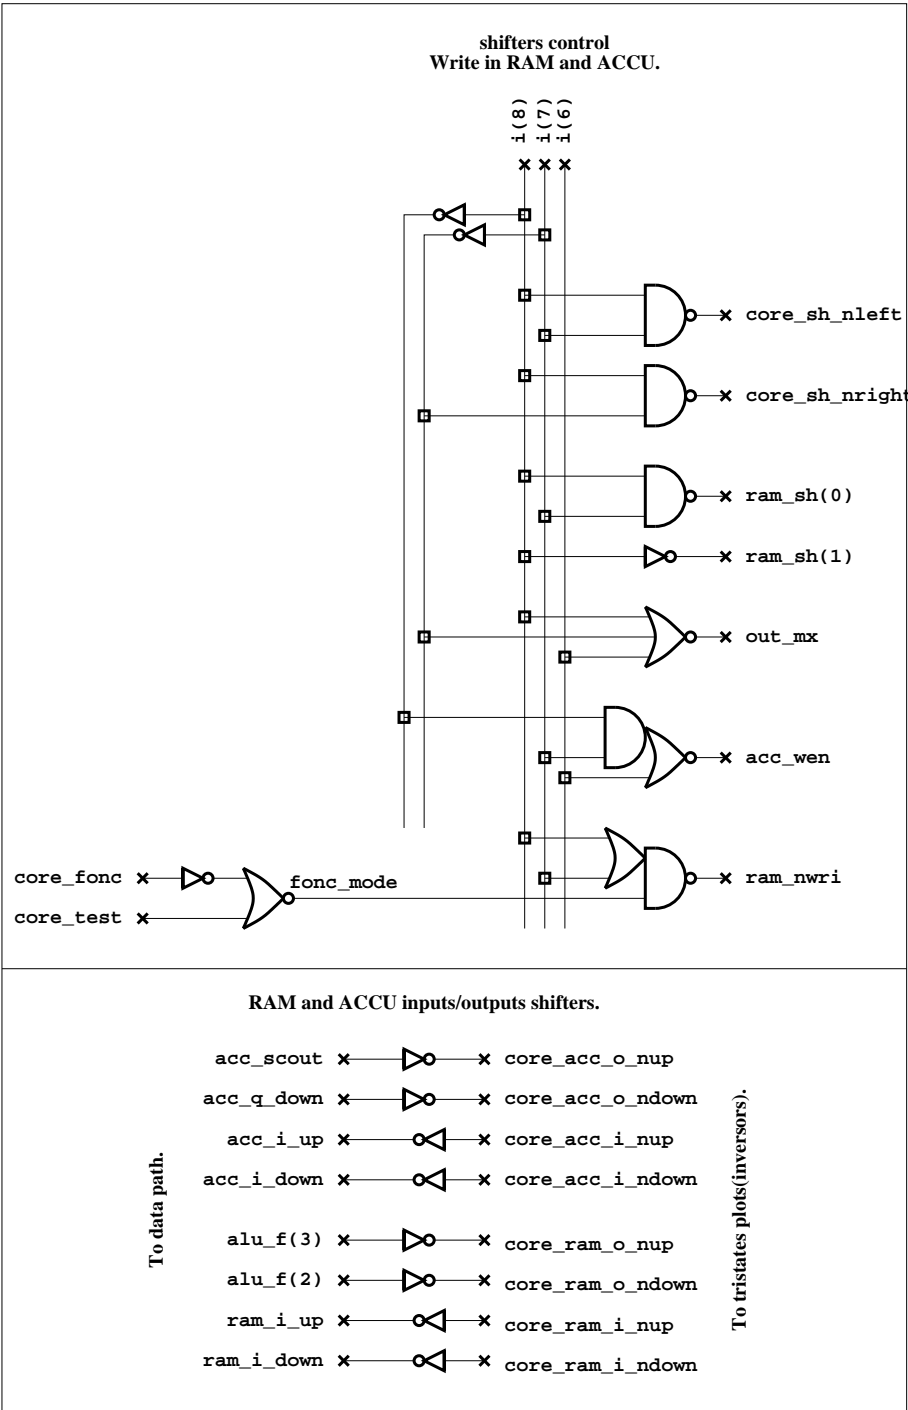 shifters control
Write in RAM and ACCU.
i(8)
i(7)
i(6)
core_sh_nleft
core_sh_nright
ram_sh(0)
ram_sh(1)
out_mx
acc_wen
core_fonc
fonc_mode
ram_nwri
core_test
RAM and ACCU inputs/outputs shifters.
To data path.
acc_scout core_acc_o_nup
acc_q_down core_acc_o_ndown
acc_i_up core_acc_i_nup
acc_i_down core_acc_i_ndown
alu_f(3) core_ram_o_nup
alu_f(2) core_ram_o_ndown
ram_i_up core_ram_i_nup
ram_i_down core_ram_i_ndown
To tristates plots(inversors).